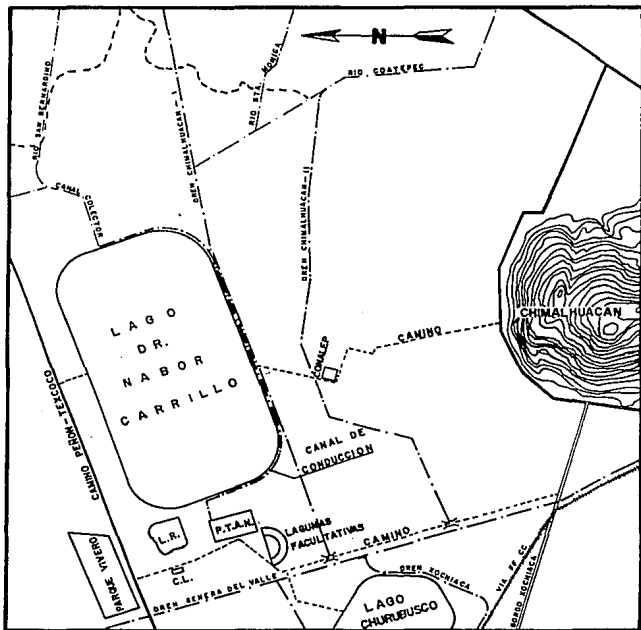 N
RIO SAN BERNARDINO
DREN CHIMALHUACAN-I
RIO STA. MONICA
RIO COATEPEC
CANAL COLECTOR
DREN CHIMALHUACAN-II
LAGO
DR.
NABOR
CARRILLO
CHIMALHUACAN
CAMINO
CONALEP
CAMINO PEÑON-TEXCOCO
CANAL DE
CONDUCCION
L.R.
P.T.A.N.
LAGUNAS
FACULTATIVAS
CAMINO
PARQUE VIVERO
C.L.
DREN GENERAL DEL VALLE
DREN XOCHIACA
LAGO
CHURUBUSCO
VIA FF CC
BORDO XOCHIACA